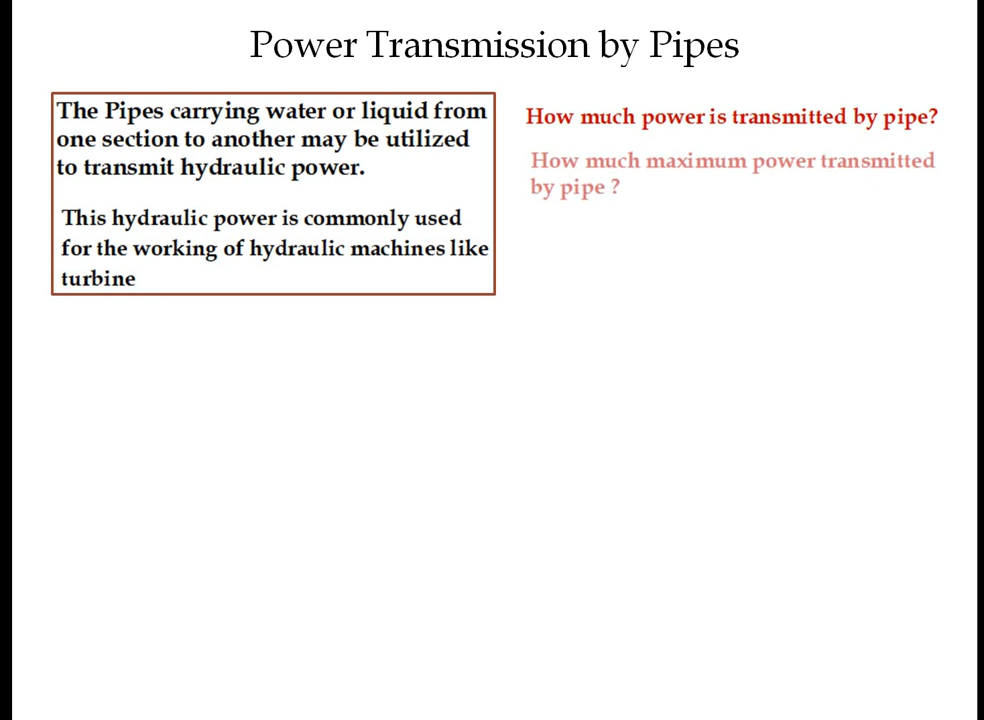 Power Transmission by Pipes
The Pipes carrying water or liquid from
one section to another may be utilized
to transmit hydraulic power.
This hydraulic power is commonly used
for the working of hydraulic machines like
turbine
How much power is transmitted by pipe?
How much maximum power transmitted
by pipe ?